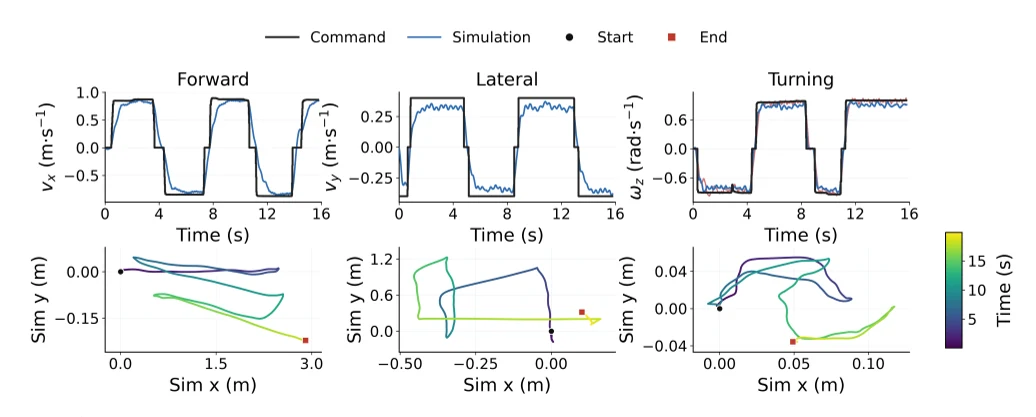 Command Simulation Start End
Forward Lateral Turning
vₓ (m·s⁻¹)
1.0
0.5
0.0
−0.5
0 4 8 12 16
Time (s)
v_y (m·s⁻¹)
0.25
0.00
−0.25
0 4 8 12 16
Time (s)
ω_z (rad·s⁻¹)
0.6
0.0
−0.6
0 4 8 12 16
Time (s)
Sim y (m)
0.00
−0.15
0.0 1.5 3.0
Sim x (m)
Sim y (m)
1.2
0.6
0.0
−0.50 −0.25 0.00
Sim x (m)
Sim y (m)
0.04
0.00
−0.04
0.00 0.05 0.10
Sim x (m)
15
10
5
Time (s)